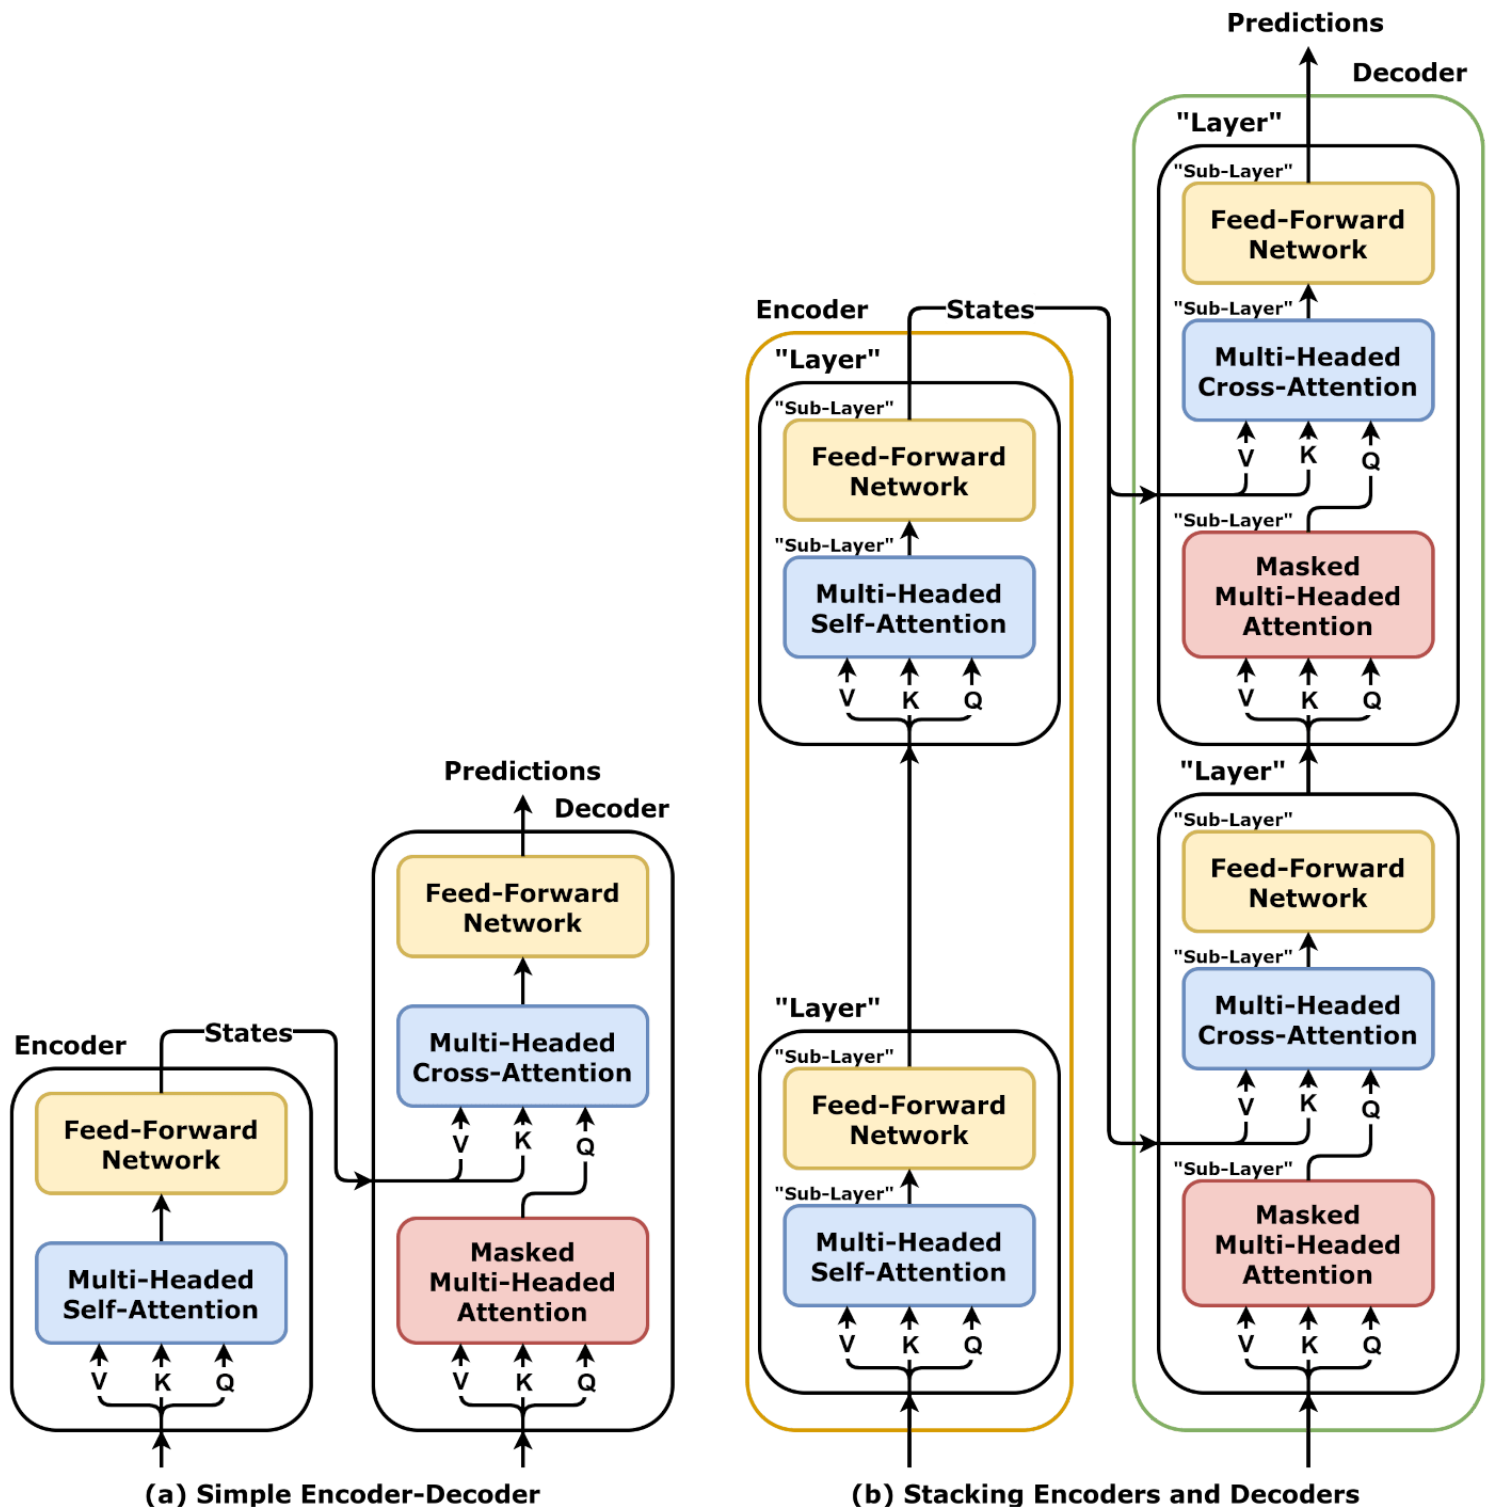 Predictions
Decoder
Feed-Forward
Network
Multi-Headed
Cross-Attention
V
K
Q
Masked
Multi-Headed
Attention
V
K
Q
Encoder
States
Feed-Forward
Network
Multi-Headed
Self-Attention
V
K
Q
(a) Simple Encoder-Decoder
Encoder
States
"Layer"
"Sub-Layer"
Feed-Forward
Network
"Sub-Layer"
Multi-Headed
Self-Attention
V
K
Q
"Layer"
"Sub-Layer"
Feed-Forward
Network
"Sub-Layer"
Multi-Headed
Self-Attention
V
K
Q
Predictions
Decoder
"Layer"
"Sub-Layer"
Feed-Forward
Network
"Sub-Layer"
Multi-Headed
Cross-Attention
V
K
Q
"Sub-Layer"
Masked
Multi-Headed
Attention
V
K
Q
"Layer"
"Sub-Layer"
Feed-Forward
Network
"Sub-Layer"
Multi-Headed
Cross-Attention
V
K
Q
"Sub-Layer"
Masked
Multi-Headed
Attention
V
K
Q
(b) Stacking Encoders and Decoders